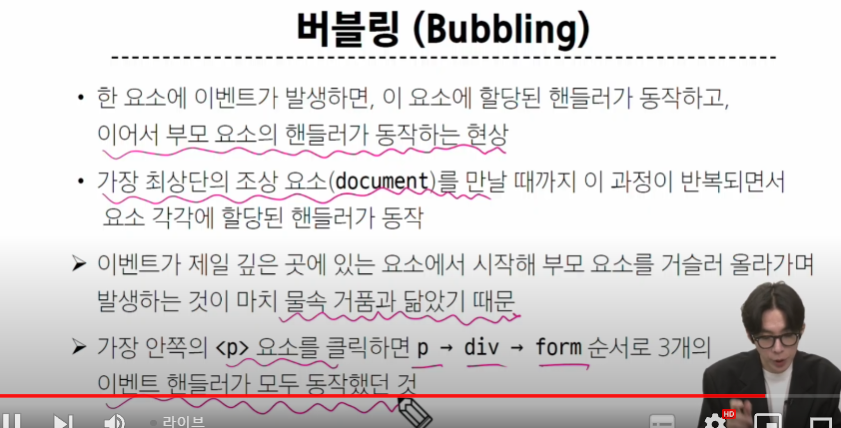 버블링 (Bubbling)
• 한 요소에 이벤트가 발생하면, 이 요소에 할당된 핸들러가 동작하고,
이어서 부모 요소의 핸들러가 동작하는 현상
• 가장 최상단의 조상 요소(document)를 만날 때까지 이 과정이 반복되면서
요소 각각에 할당된 핸들러가 동작
➤ 이벤트가 제일 깊은 곳에 있는 요소에서 시작해 부모 요소를 거슬러 올라가며
발생하는 것이 마치 물속 거품과 닮았기 때문
➤ 가장 안쪽의 <p> 요소를 클릭하면 p → div → form 순서로 3개의
이벤트 핸들러가 모두 동작했던 것
라이브
HD